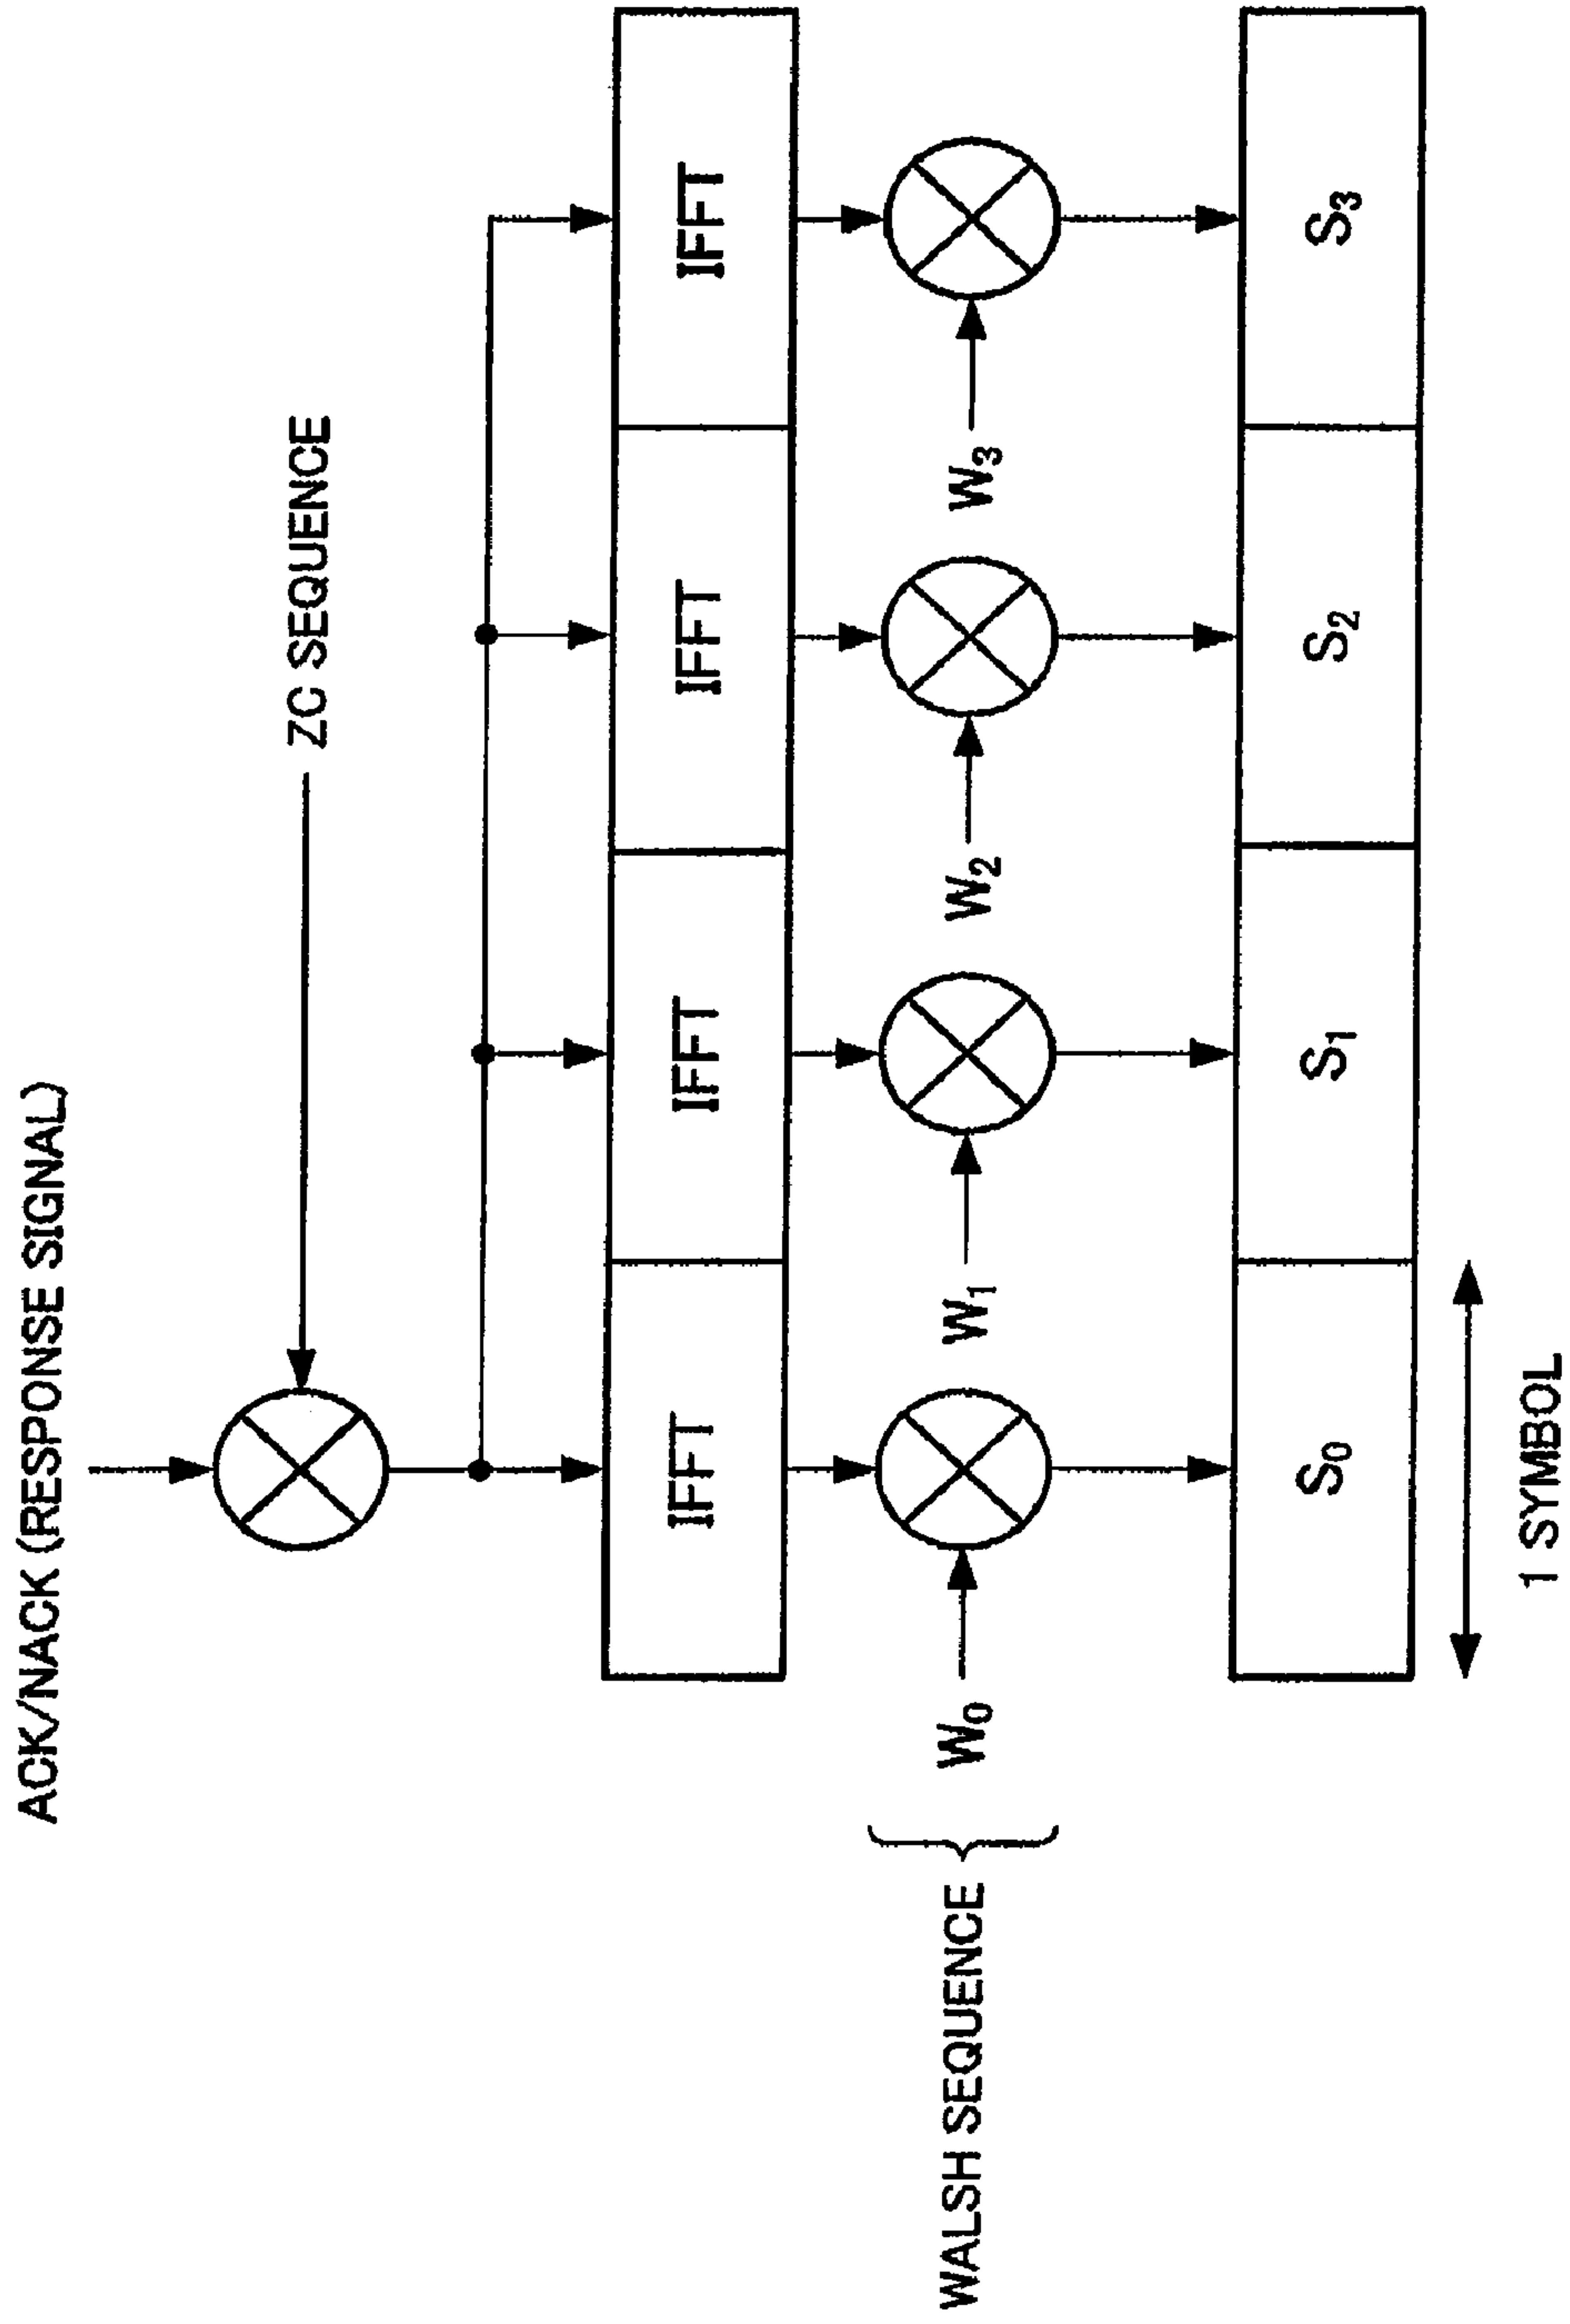 ACK/NACK (RESPONSE SIGNAL)
ZC SEQUENCE
IFFT IFFT IFFT IFFT
WALSH SEQUENCE W0 W1 W2 W3
S0 S1 S2 S3
1 SYMBOL